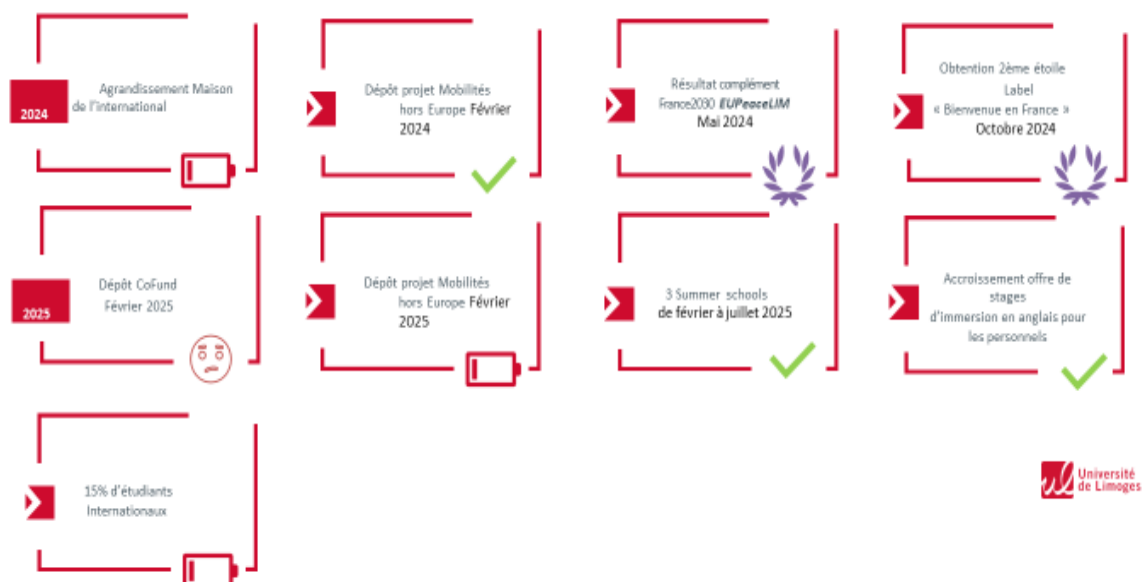 2024
Agrandissement Maison
de l'international
Dépôt projet Mobilités
hors Europe Février
2024
Résultat complément
France2030 EUPeaceLIM
Mai 2024
Obtention 2ème étoile
Label
« Bienvenue en France »
Octobre 2024
2025
Dépôt CoFund
Février 2025
Dépôt projet Mobilités
hors Europe Février
2025
3 Summer schools
de février à juillet 2025
Accroissement offre de
stages
d'immersion en anglais pour
les personnels
15% d'étudiants
Internationaux
ul Université
de Limoges